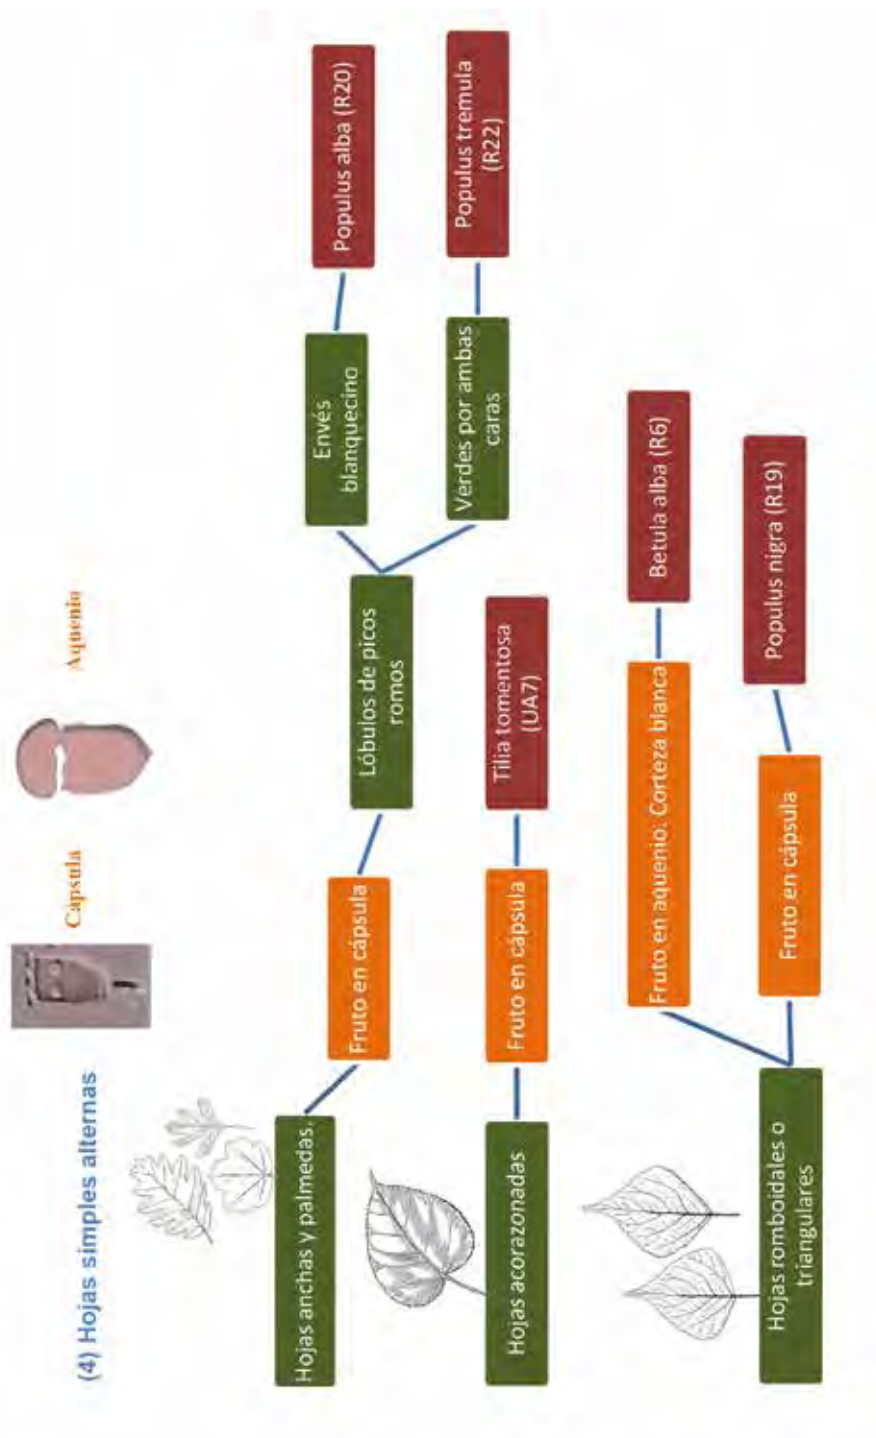 (4) Hojas simples alternas
Cápsula
Aquenio
Hojas anchas y palmedas.
Fruto en cápsula
Lóbulos de picos
romos
Envés
blanquecino
Populus alba (R20)
Verdes por ambas
caras
Populus tremula
(R22)
Hojas acorazonadas
Fruto en cápsula
Tilia tomentosa
(UA7)
Hojas romboidales o
triangulares
Fruto en aquenio: Corteza blanca
Betula alba (R6)
Fruto en cápsula
Populus nigra (R19)